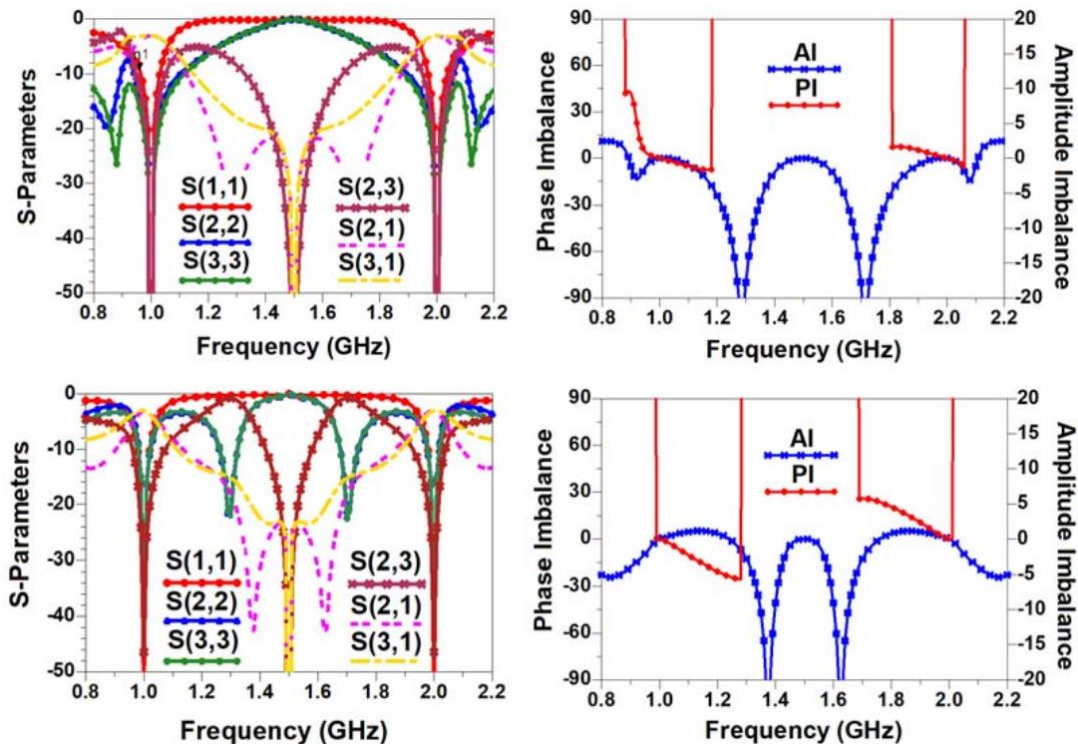 S-Parameters
0
-10
-20
-30
-40
-50
S(1,1)
S(2,2)
S(3,3)
S(2,3)
S(2,1)
S(3,1)
0.8 1.0 1.2 1.4 1.6 1.8 2.0 2.2
Frequency (GHz)
Phase Imbalance
90
60
30
0
-30
-60
-90
AI
PI
20
15
10
5
0
-5
-10
-15
-20
Amplitude Imbalance
0.8 1.0 1.2 1.4 1.6 1.8 2.0 2.2
Frequency (GHz)
S-Parameters
0
-10
-20
-30
-40
-50
S(1,1)
S(2,2)
S(3,3)
S(2,3)
S(2,1)
S(3,1)
0.8 1.0 1.2 1.4 1.6 1.8 2.0 2.2
Frequency (GHz)
Phase Imbalance
90
60
30
0
-30
-60
-90
AI
PI
20
15
10
5
0
-5
-10
-15
-20
Amplitude Imbalance
0.8 1.0 1.2 1.4 1.6 1.8 2.0 2.2
Frequency (GHz)